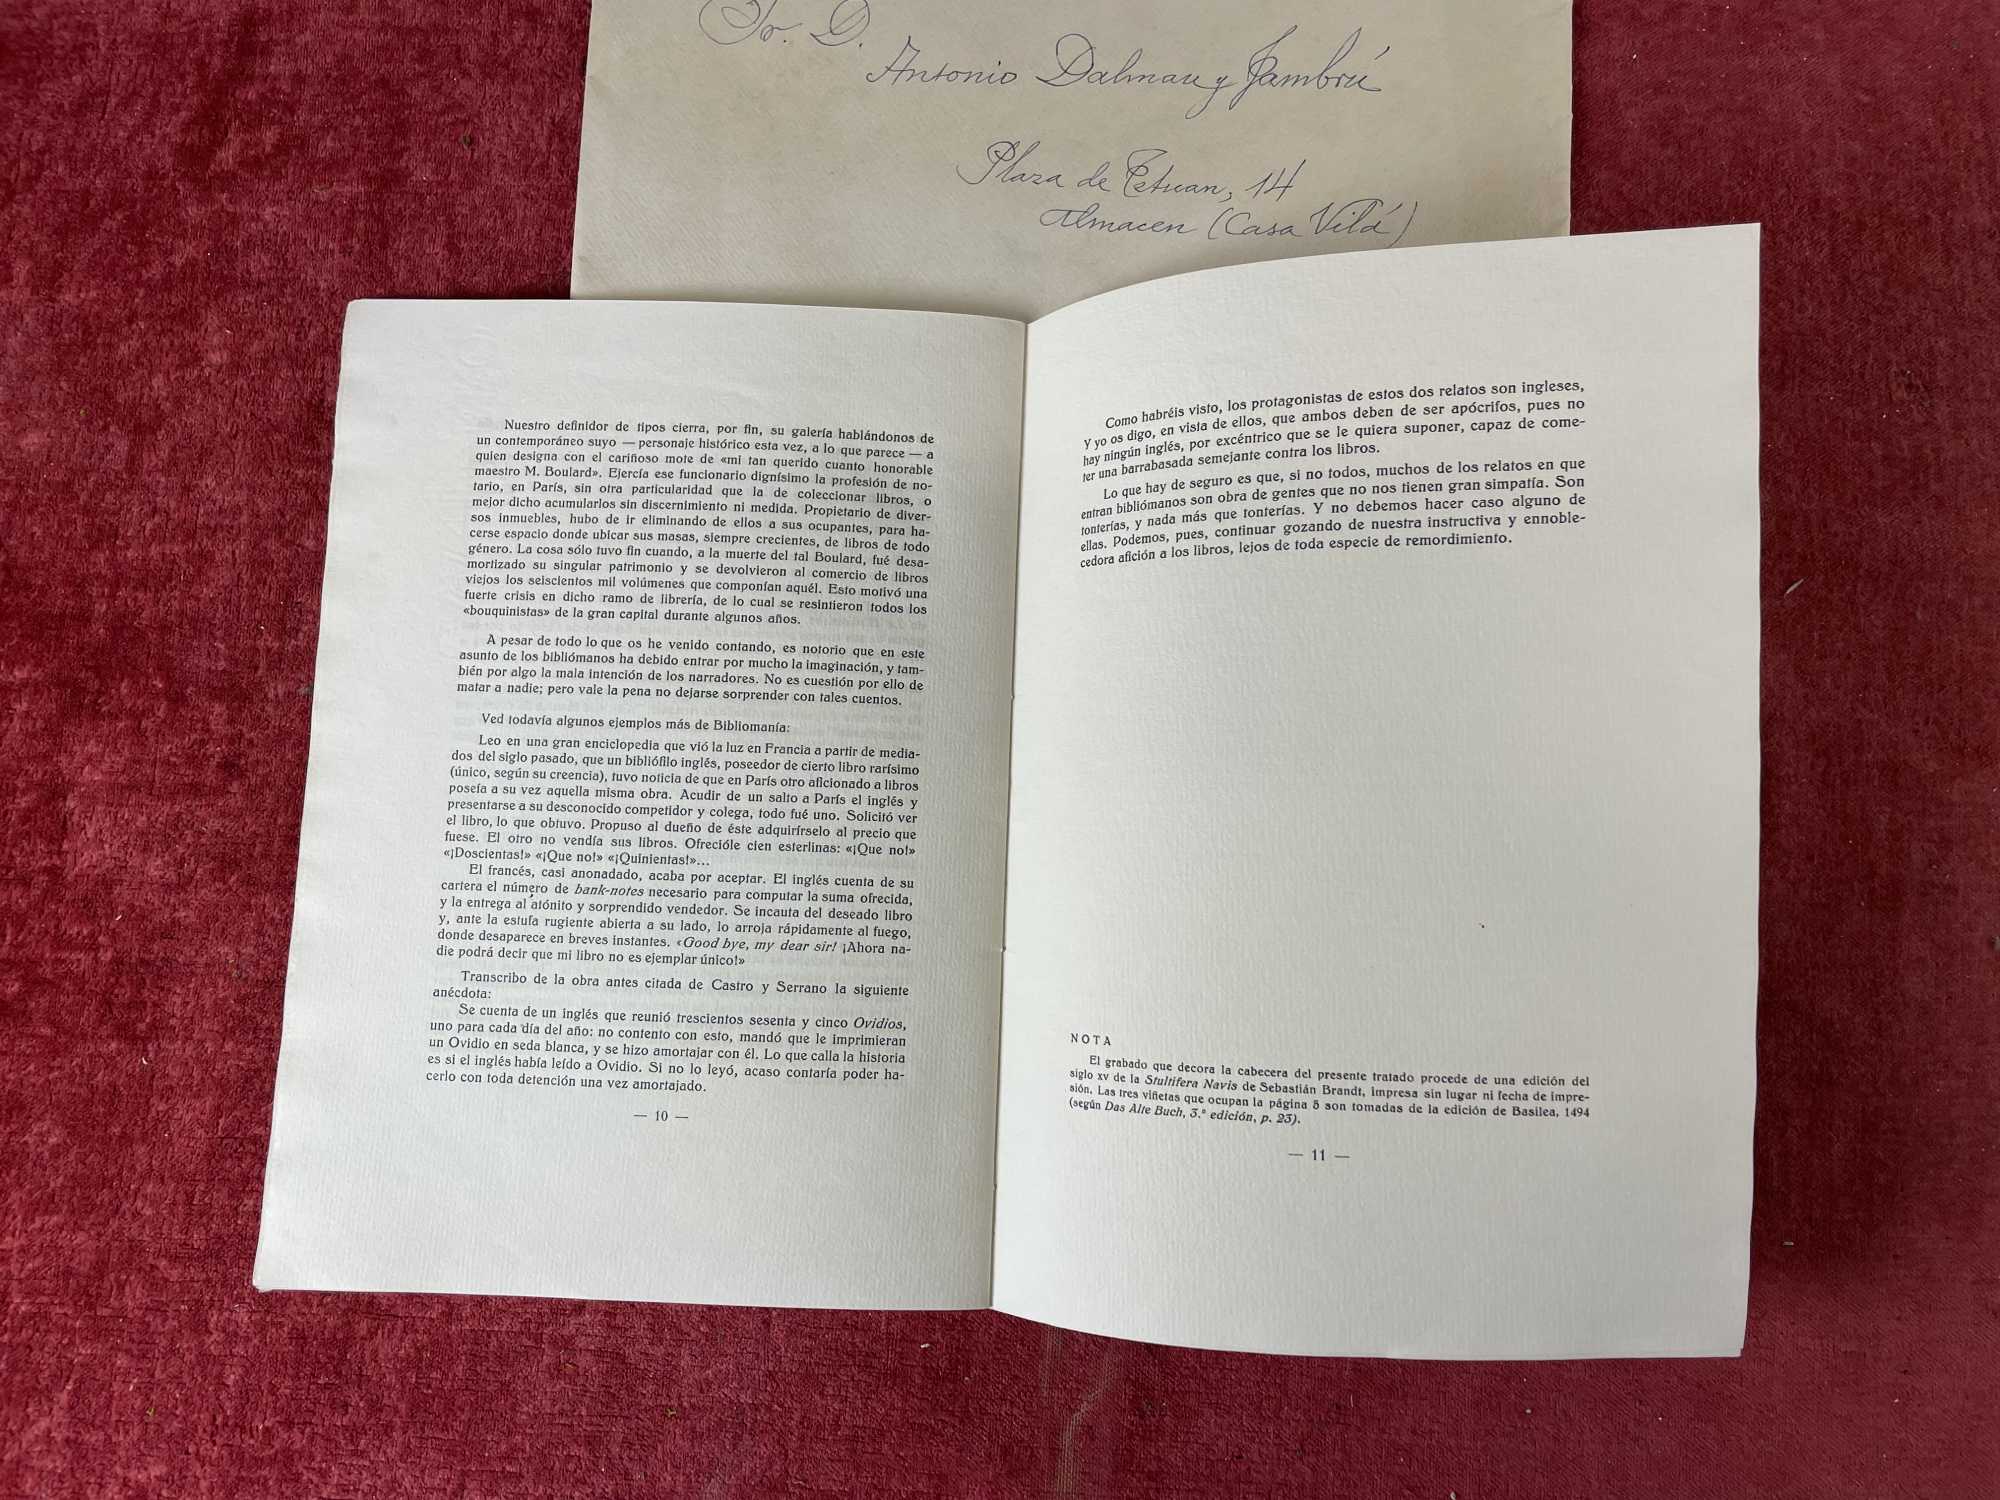 Sr. D.
Antonio Dalmau y Jambrú
Plaza de Tetuan, 14
Almacen (Casa Vilá)
Nuestro definidor de tipos cierra, por fin, su galería hablándonos de
un contemporáneo suyo — personaje histórico esta vez, a lo que parece — a
quien designa con el cariñoso mote de «mi tan querido cuanto honorable
maestro M. Boulard». Ejercía ese funcionario dignísimo la profesión de no-
tario, en París, sin otra particularidad que la de coleccionar libros, o
mejor dicho acumularlos sin discernimiento ni medida. Propietario de diver-
sos inmuebles, hubo de ir eliminando de ellos a sus ocupantes, para ha-
cerse espacio donde ubicar sus masas, siempre crecientes, de libros de todo
género. La cosa sólo tuvo fin cuando, a la muerte del tal Boulard, fué desa-
mortizado su singular patrimonio y se devolvieron al comercio de libros
viejos los seiscientos mil volúmenes que componían aquél. Esto motivó una
fuerte crisis en dicho ramo de librería, de lo cual se resintieron todos los
«bouquinistas» de la gran capital durante algunos años.
A pesar de todo lo que os he venido contando, es notorio que en este
asunto de los bibliómanos ha debido entrar por mucho la imaginación, y tam-
bién por algo la mala intención de los narradores. No es cuestión por ello de
matar a nadie; pero vale la pena no dejarse sorprender con tales cuentos.
Ved todavía algunos ejemplos más de Bibliomanía:
Leo en una gran enciclopedia que vió la luz en Francia a partir de media-
dos del siglo pasado, que un bibliófilo inglés, poseedor de cierto libro rarísimo
(único, según su creencia), tuvo noticia de que en París otro aficionado a libros
poseía a su vez aquella misma obra. Acudir de un salto a París el inglés y
presentarse a su desconocido competidor y colega, todo fué uno. Solicitó ver
el libro, lo que obtuvo. Propuso al dueño de éste adquirírselo al precio que
fuese. El otro no vendía sus libros. Ofrecióle cien esterlinas: «¡Que no!»
«¡Doscientas!» «¡Que no!» «¡Quinientas!»...
El francés, casi anonadado, acaba por aceptar. El inglés cuenta de su
cartera el número de bank-notes necesario para computar la suma ofrecida,
y la entrega al atónito y sorprendido vendedor. Se incauta del deseado libro
y, ante la estufa rugiente abierta a su lado, lo arroja rápidamente al fuego,
donde desaparece en breves instantes. «Good bye, my dear sir! ¡Ahora na-
die podrá decir que mi libro no es ejemplar único!»
Transcribo de la obra antes citada de Castro y Serrano la siguiente
anécdota:
Se cuenta de un inglés que reunió trescientos sesenta y cinco Ovidios,
uno para cada día del año: no contento con esto, mandó que le imprimieran
un Ovidio en seda blanca, y se hizo amortajar con él. Lo que calla la historia
es si el inglés había leído a Ovidio. Si no lo leyó, acaso contaría poder ha-
cerlo con toda detención una vez amortajado.
— 10 —
Como habréis visto, los protagonistas de estos dos relatos son ingleses,
y yo os digo, en vista de ellos, que ambos deben de ser apócrifos, pues no
hay ningún inglés, por excéntrico que se le quiera suponer, capaz de come-
ter una barrabasada semejante contra los libros.
Lo que hay de seguro es que, si no todos, muchos de los relatos en que
entran bibliómanos son obra de gentes que no nos tienen gran simpatía. Son
tonterías, y nada más que tonterías. Y no debemos hacer caso alguno de
ellas. Podemos, pues, continuar gozando de nuestra instructiva y ennoble-
cedora afición a los libros, lejos de toda especie de remordimiento.
NOTA
El grabado que decora la cabecera del presente tratado procede de una edición del
siglo XV de la Stultifera Navis de Sebastián Brandt, impresa sin lugar ni fecha de impre-
sión. Las tres viñetas que ocupan la página 5 son tomadas de la edición de Basilea, 1494
(según Das Alte Buch, 3.ª edición, p. 23).
— 11 —